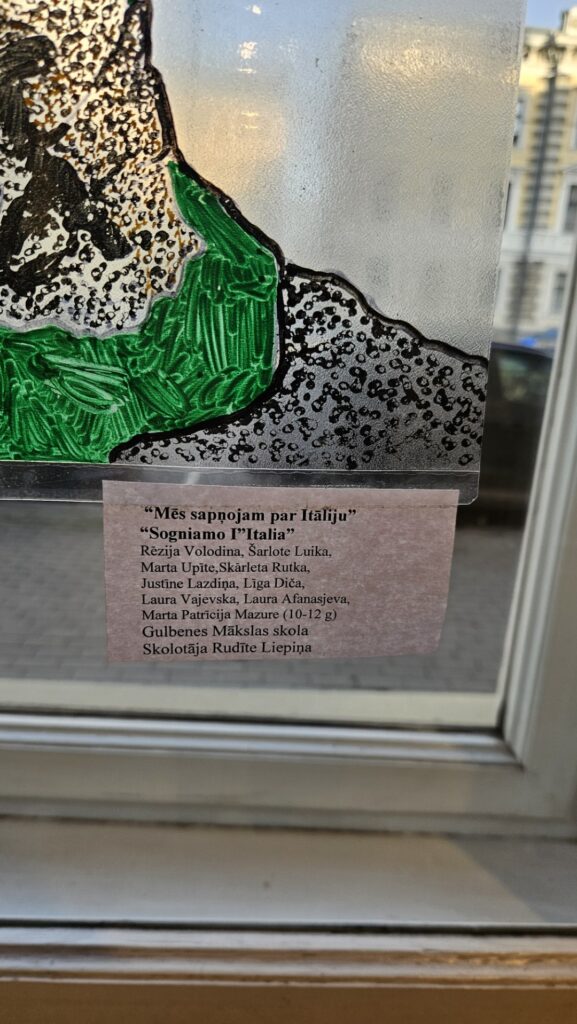 “Mēs sapņojam par Itāliju”
“Sogniamo I”Italia”
Rēzija Volodina, Šarlote Luika,
Marta Upīte,Skārleta Rutka,
Justīne Lazdiņa, Līga Diča,
Laura Vajevska, Laura Afanasjeva,
Marta Patrīcija Mazure (10-12 g)
Gulbenes Mākslas skola
Skolotāja Rudīte Liepiņa